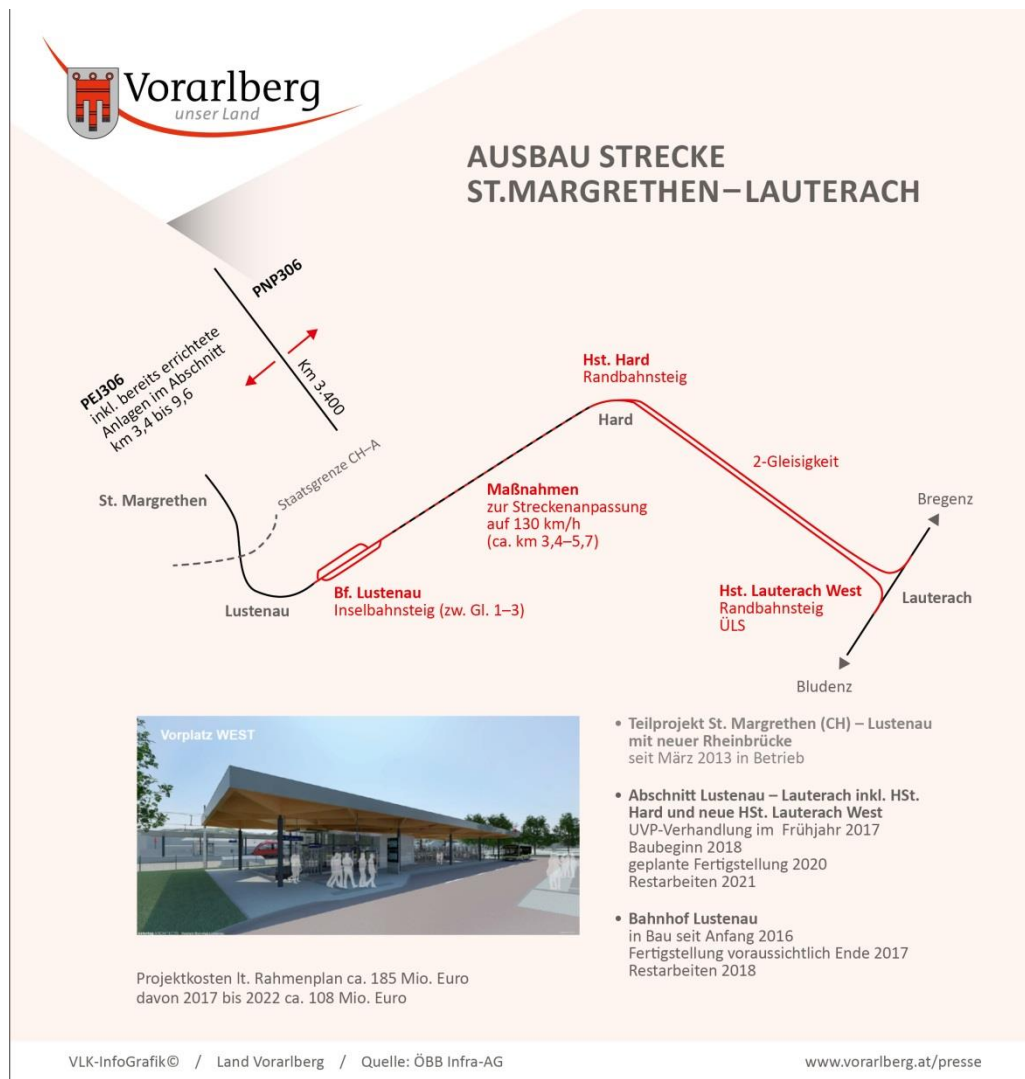 Vorarlberg
unser Land
AUSBAU STRECKE
ST.MARGRETHEN–LAUTERACH
PNP306
Km 3.400
PEJ306
inkl. bereits errichtete
Anlagen im Abschnitt
km 3,4 bis 9,6
St. Margrethen
Staatsgrenze CH–A
Lustenau
Bf. Lustenau
Inselbahnsteig (zw. Gl. 1–3)
Maßnahmen
zur Streckenanpassung
auf 130 km/h
(ca. km 3,4–5,7)
Hst. Hard
Randbahnsteig
Hard
2-Gleisigkeit
Bregenz
Hst. Lauterach West
Randbahnsteig
ÜLS
Lauterach
Bludenz
Vorplatz WEST
Projektkosten lt. Rahmenplan ca. 185 Mio. Euro
davon 2017 bis 2022 ca. 108 Mio. Euro
• Teilprojekt St. Margrethen (CH) – Lustenau
mit neuer Rheinbrücke
seit März 2013 in Betrieb
• Abschnitt Lustenau – Lauterach inkl. HSt.
Hard und neue HSt. Lauterach West
UVP-Verhandlung im Frühjahr 2017
Baubeginn 2018
geplante Fertigstellung 2020
Restarbeiten 2021
• Bahnhof Lustenau
in Bau seit Anfang 2016
Fertigstellung voraussichtlich Ende 2017
Restarbeiten 2018
VLK-InfoGrafik© / Land Vorarlberg / Quelle: ÖBB Infra-AG
www.vorarlberg.at/presse